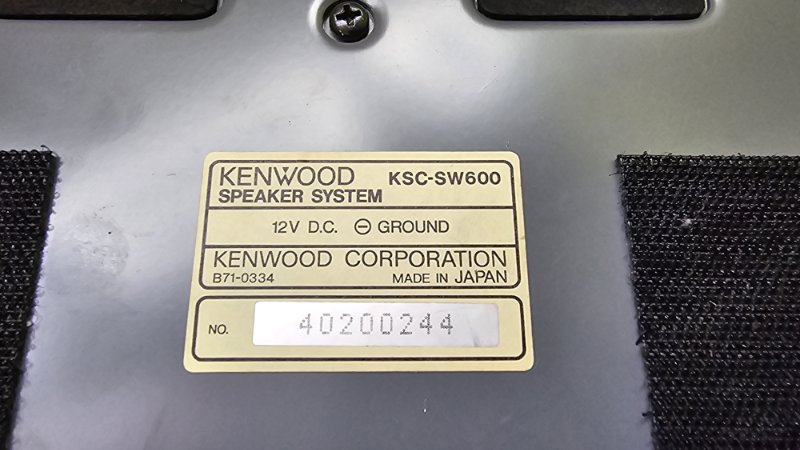 KENWOOD KSC-SW600
SPEAKER SYSTEM
12V D.C. ⊖ GROUND
KENWOOD CORPORATION
B71-0334 MADE IN JAPAN
NO. 40200244